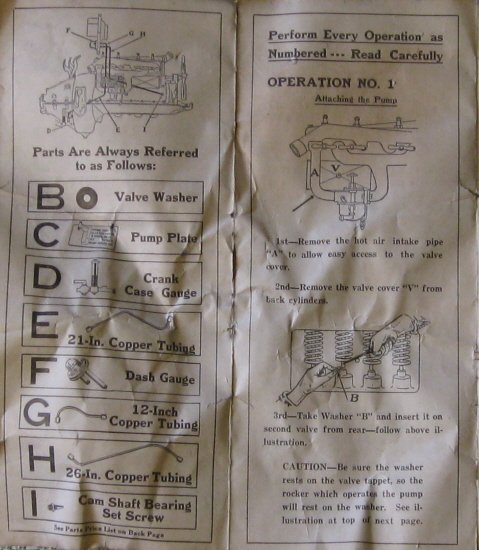 F
G H
D
E
I
Parts Are Always Referred
to as Follows:
B Valve Washer
C Pump Plate
D Crank
Case Gauge
E 21-In. Copper Tubing
F Dash Gauge
G 12-Inch
Copper Tubing
H 26-In. Copper Tubing
I Cam Shaft Bearing
Set Screw
See Parts Price List on Back Page
Perform Every Operation as
Numbered --- Read Carefully
OPERATION NO. 1
Attaching the Pump
A V
1st—Remove the hot air intake pipe
"A" to allow easy access to the valve
cover.
2nd—Remove the valve cover "V" from
back cylinders.
B
3rd—Take Washer "B" and insert it on
second valve from rear—follow above il-
lustration.
CAUTION—Be sure the washer
rests on the valve tappet, so the
rocker which operates the pump
will rest on the washer. See il-
lustration at top of next page.